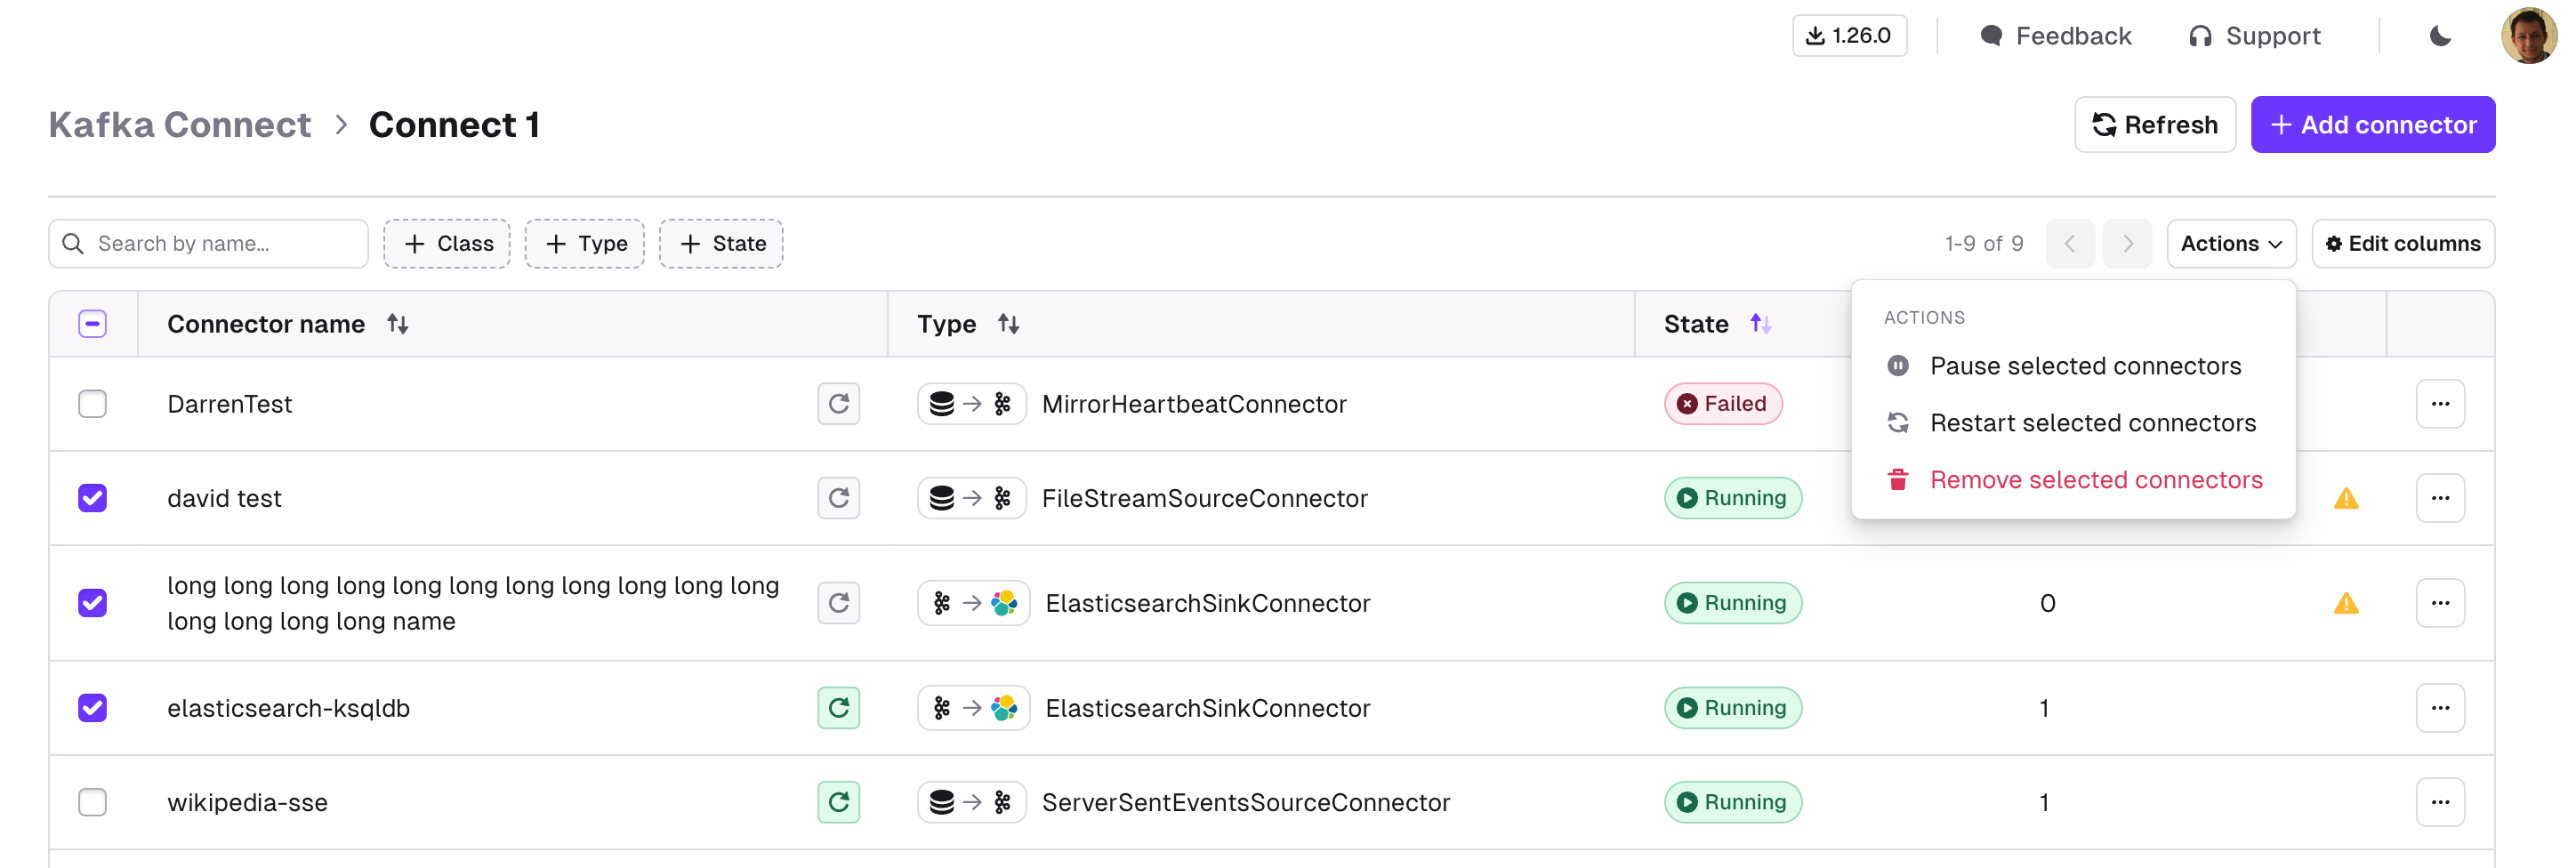 1.26.0
Feedback
Support
Kafka Connect > Connect 1
Refresh
+ Add connector
Search by name...
+ Class
+ Type
+ State
1-9 of 9
Actions
Edit columns
Connector name
Type
State
ACTIONS
Pause selected connectors
Restart selected connectors
Remove selected connectors
DarrenTest
MirrorHeartbeatConnector
Failed
david test
FileStreamSourceConnector
Running
long long long long long long long long long long long
long long long long name
ElasticsearchSinkConnector
Running
0
elasticsearch-ksqldb
ElasticsearchSinkConnector
Running
1
wikipedia-sse
ServerSentEventsSourceConnector
Running
1